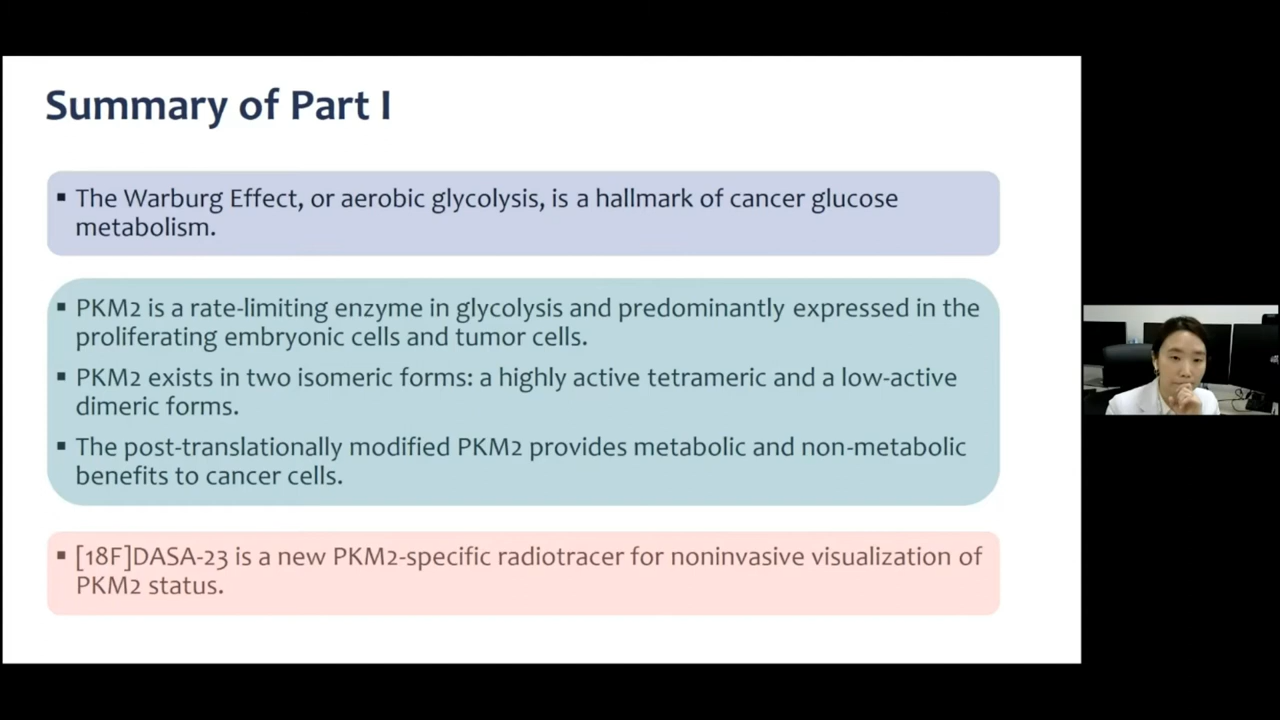 Summary of Part I
▪ The Warburg Effect, or aerobic glycolysis, is a hallmark of cancer glucose
metabolism.
▪ PKM2 is a rate-limiting enzyme in glycolysis and predominantly expressed in the
proliferating embryonic cells and tumor cells.
▪ PKM2 exists in two isomeric forms: a highly active tetrameric and a low-active
dimeric forms.
▪ The post-translationally modified PKM2 provides metabolic and non-metabolic
benefits to cancer cells.
▪ [18F]DASA-23 is a new PKM2-specific radiotracer for noninvasive visualization of
PKM2 status.